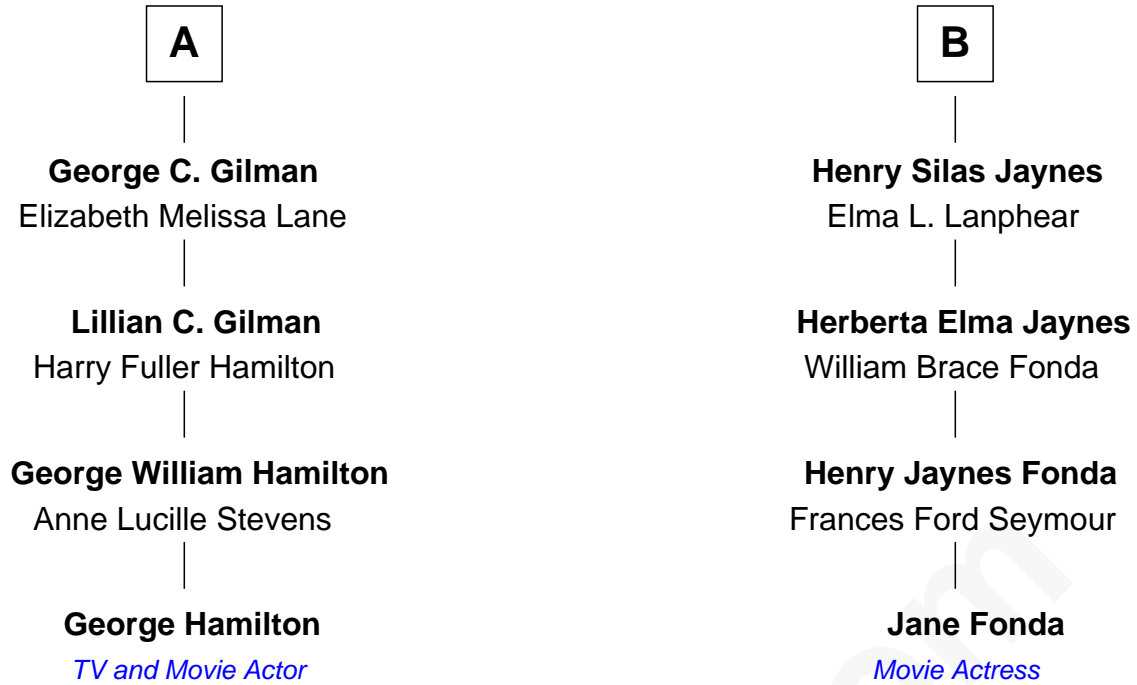 A
George C. Gilman
Elizabeth Melissa Lane
Lillian C. Gilman
Harry Fuller Hamilton
George William Hamilton
Anne Lucille Stevens
George Hamilton
TV and Movie Actor
B
Henry Silas Jaynes
Elma L. Lanphear
Herberta Elma Jaynes
William Brace Fonda
Henry Jaynes Fonda
Frances Ford Seymour
Jane Fonda
Movie Actress